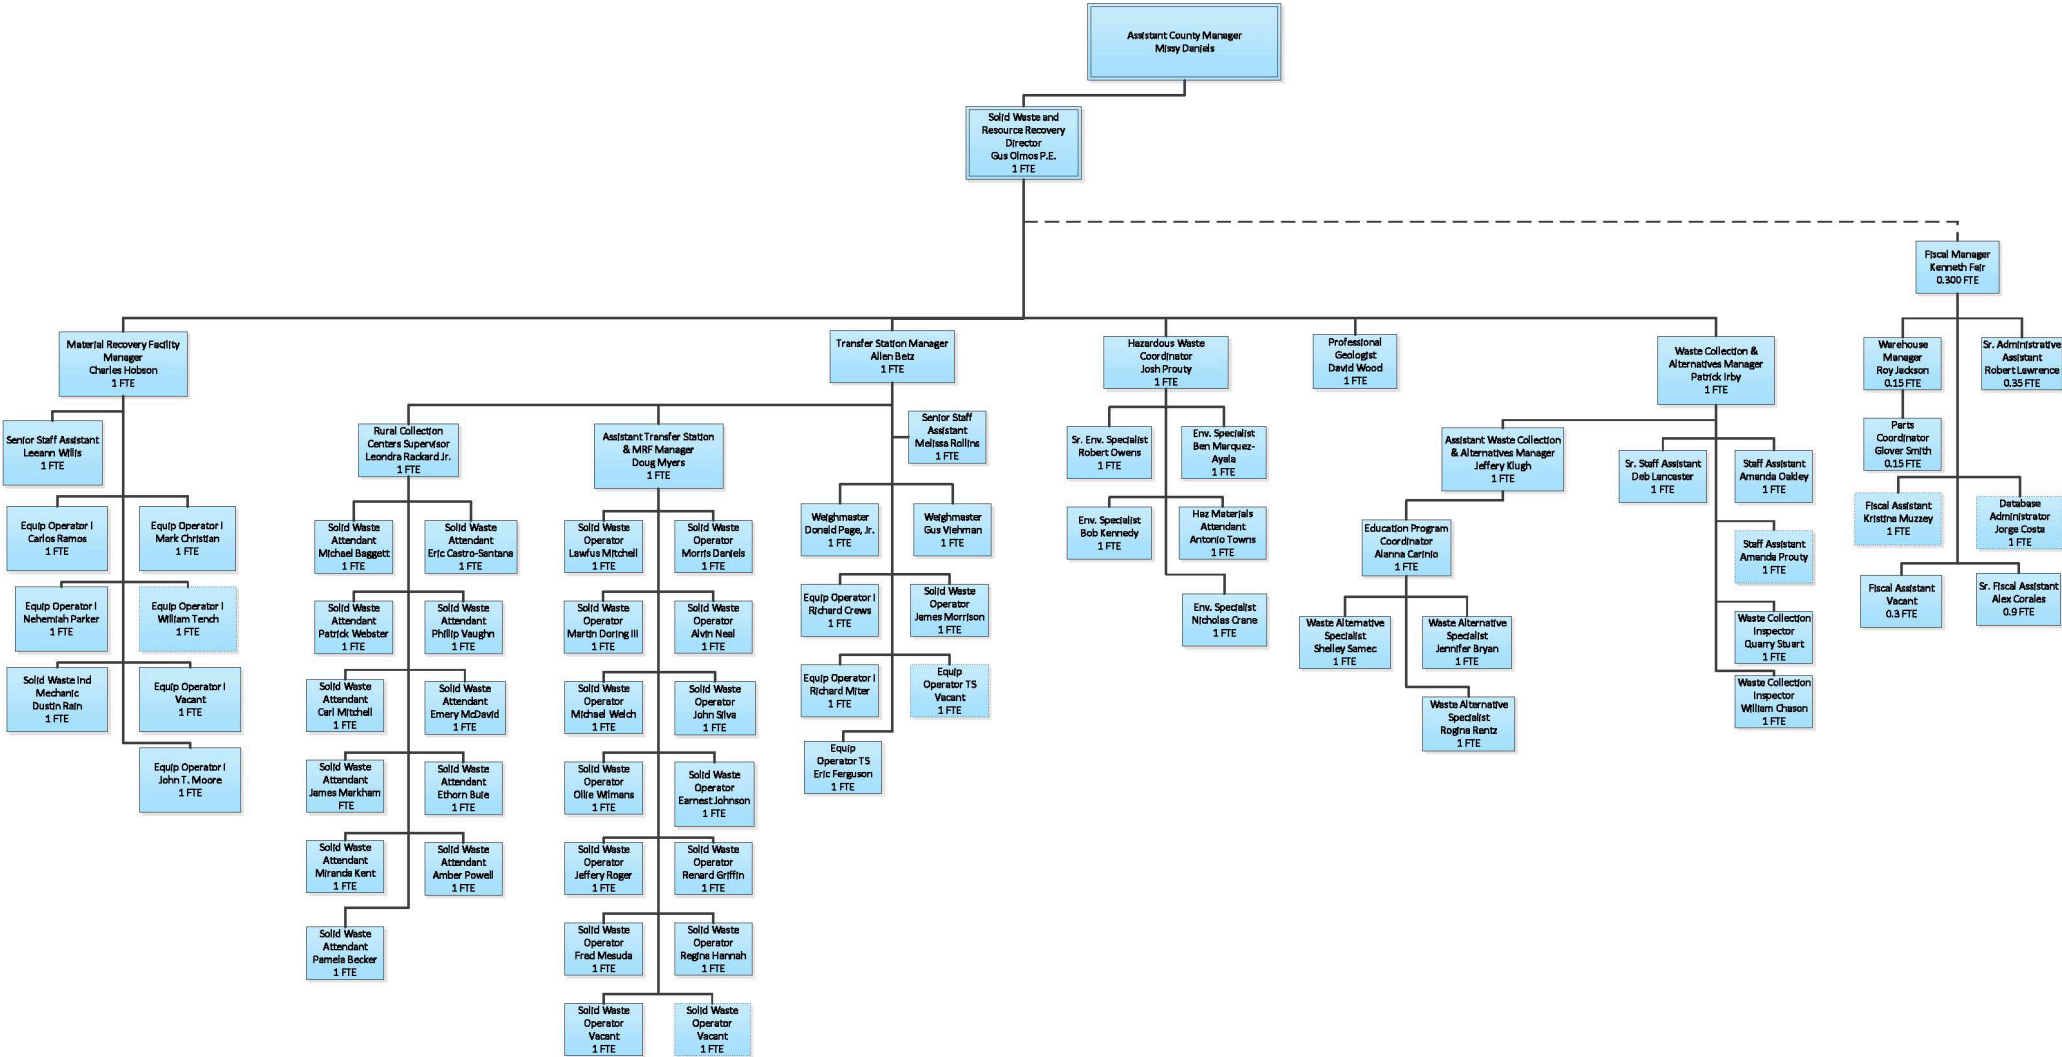 Assistant County Manager
Missy Daniels
Solid Waste and
Resource Recovery
Director
Gus Olmos P.E.
1 FTE
Fiscal Manager
Kenneth Fair
0.300 FTE
Material Recovery Facility
Manager
Charles Hobson
1 FTE
Senior Staff Assistant
Leeann Willis
1 FTE
Equip Operator I
Carlos Ramos
1 FTE
Equip Operator I
Mark Christian
1 FTE
Equip Operator I
Nehemiah Parker
1 FTE
Equip Operator I
William Tench
1 FTE
Solid Waste Ind
Mechanic
Dustin Rain
1 FTE
Equip Operator I
Vacant
1 FTE
Equip Operator I
John T. Moore
1 FTE
Transfer Station Manager
Allen Betz
1 FTE
Rural Collection
Centers Supervisor
Leondra Rackard Jr.
1 FTE
Solid Waste
Attendant
Michael Baggett
1 FTE
Solid Waste
Attendant
Eric Castro-Santana
1 FTE
Solid Waste
Attendant
Patrick Webster
1 FTE
Solid Waste
Attendant
Phillip Vaughn
1 FTE
Solid Waste
Attendant
Carl Mitchell
1 FTE
Solid Waste
Attendant
Emery McDavid
1 FTE
Solid Waste
Attendant
James Markham
FTE
Solid Waste
Attendant
Ethorn Buie
1 FTE
Solid Waste
Attendant
Miranda Kent
1 FTE
Solid Waste
Attendant
Amber Powell
1 FTE
Solid Waste
Attendant
Pamela Becker
1 FTE
Assistant Transfer Station
& MRF Manager
Doug Myers
1 FTE
Solid Waste
Operator
Lawfus Mitchell
1 FTE
Solid Waste
Operator
Morris Daniels
1 FTE
Solid Waste
Operator
Martin Doring III
1 FTE
Solid Waste
Operator
Alvin Neal
1 FTE
Solid Waste
Operator
Michael Welch
1 FTE
Solid Waste
Operator
John Silva
1 FTE
Solid Waste
Operator
Ollie Wilmans
1 FTE
Solid Waste
Operator
Earnest Johnson
1 FTE
Solid Waste
Operator
Jeffery Roger
1 FTE
Solid Waste
Operator
Renard Griffin
1 FTE
Solid Waste
Operator
Fred Mesuda
1 FTE
Solid Waste
Operator
Regina Hannah
1 FTE
Solid Waste
Operator
Vacant
1 FTE
Solid Waste
Operator
Vacant
1 FTE
Senior Staff
Assistant
Melissa Rollins
1 FTE
Weighmaster
Donald Page, Jr.
1 FTE
Weighmaster
Gus Viehman
1 FTE
Equip Operator I
Richard Crews
1 FTE
Solid Waste
Operator
James Morrison
1 FTE
Equip Operator I
Richard Miter
1 FTE
Equip
Operator TS
Vacant
1 FTE
Equip
Operator TS
Eric Ferguson
1 FTE
Hazardous Waste
Coordinator
Josh Prouty
1 FTE
Sr. Env. Specialist
Robert Owens
1 FTE
Env. Specialist
Ben Marquez-
Ayala
1 FTE
Env. Specialist
Bob Kennedy
1 FTE
Haz Materials
Attendant
Antonio Towns
1 FTE
Env. Specialist
Nicholas Crane
1 FTE
Professional
Geologist
David Wood
1 FTE
Waste Collection &
Alternatives Manager
Patrick Irby
1 FTE
Assistant Waste Collection
& Alternatives Manager
Jeffery Klugh
1 FTE
Education Program
Coordinator
Alanna Carinio
1 FTE
Waste Alternative
Specialist
Shelley Samec
1 FTE
Waste Alternative
Specialist
Jennifer Bryan
1 FTE
Waste Alternative
Specialist
Rogina Rentz
1 FTE
Sr. Staff Assistant
Deb Lancaster
1 FTE
Staff Assistant
Amanda Oakley
1 FTE
Staff Assistant
Amanda Prouty
1 FTE
Waste Collection
Inspector
Quarry Stuart
1 FTE
Waste Collection
Inspector
William Chason
1 FTE
Warehouse
Manager
Roy Jackson
0.15 FTE
Sr. Administrative
Assistant
Robert Lawrence
0.35 FTE
Parts
Coordinator
Glover Smith
0.15 FTE
Fiscal Assistant
Kristina Muzzey
1 FTE
Database
Administrator
Jorge Costa
1 FTE
Fiscal Assistant
Vacant
0.3 FTE
Sr. Fiscal Assistant
Alex Corales
0.9 FTE